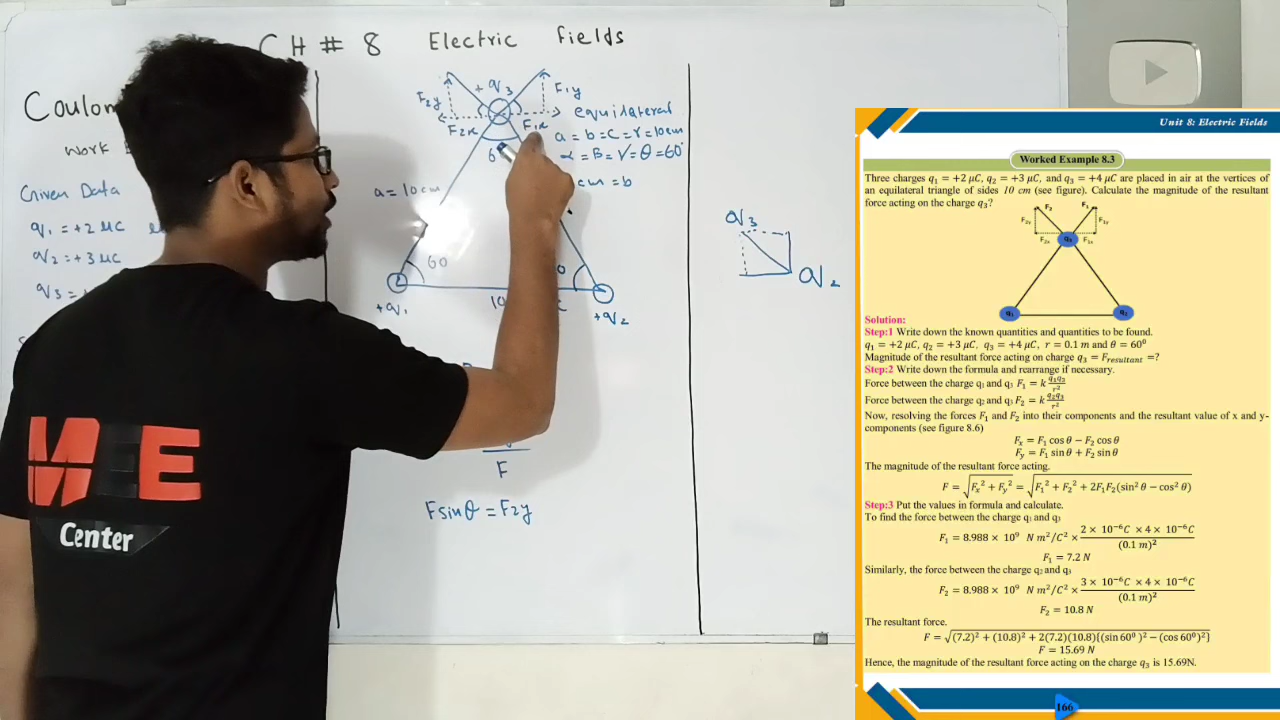 CH # 8 Electric fields
Coulom
work
Given Data
q₁ = +2 μC
q₂ = +3 μC
q₃ =
+q₃
F₂y
F₁y
F₂x
F₁x
equilateral
a = b = c = r = 10cm
α = B = γ = θ = 60°
cm = b
a = 10cm
60
+q₁
10
+q₂
F
Fsinθ = F₂y
q₃
q₂
MEE
Center
Unit 8: Electric Fields
Worked Example 8.3
Three charges q₁ = +2 μC, q₂ = +3 μC, and q₃ = +4 μC are placed in air at the vertices of
an equilateral triangle of sides 10 cm (see figure). Calculate the magnitude of the resultant
force acting on the charge q₃?
F₂ F₁
F₂y F₁y
F₂x q₃ F₁x
Solution:
Step:1 Write down the known quantities and quantities to be found.
q₁ = +2 μC, q₂ = +3 μC, q₃ = +4 μC, r = 0.1 m and θ = 60⁰
Magnitude of the resultant force acting on charge q₃ = F_resultant =?
Step:2 Write down the formula and rearrange if necessary.
Force between the charge q₁ and q₃ F₁ = k q₁q₃/r²
Force between the charge q₂ and q₃ F₂ = k q₂q₃/r²
Now, resolving the forces F₁ and F₂ into their components and the resultant value of x and y-
components (see figure 8.6)
Fₓ = F₁ cos θ − F₂ cos θ
Fy = F₁ sin θ + F₂ sin θ
The magnitude of the resultant force acting.
F = √(Fₓ² + Fy²) = √(F₁² + F₂² + 2F₁F₂(sin² θ − cos² θ)
Step:3 Put the values in formula and calculate.
To find the force between the charge q₁ and q₃
F₁ = 8.988 × 10⁹ N m²/C² × 2 × 10⁻⁶C × 4 × 10⁻⁶C/(0.1 m)²
F₁ = 7.2 N
Similarly, the force between the charge q₂ and q₃
F₂ = 8.988 × 10⁹ N m²/C² × 3 × 10⁻⁶C × 4 × 10⁻⁶C/(0.1 m)²
F₂ = 10.8 N
The resultant force.
F = √(7.2)² + (10.8)² + 2(7.2)(10.8){(sin 60⁰ )² − (cos 60⁰)²}
F = 15.69 N
Hence, the magnitude of the resultant force acting on the charge q₃ is 15.69N.
166